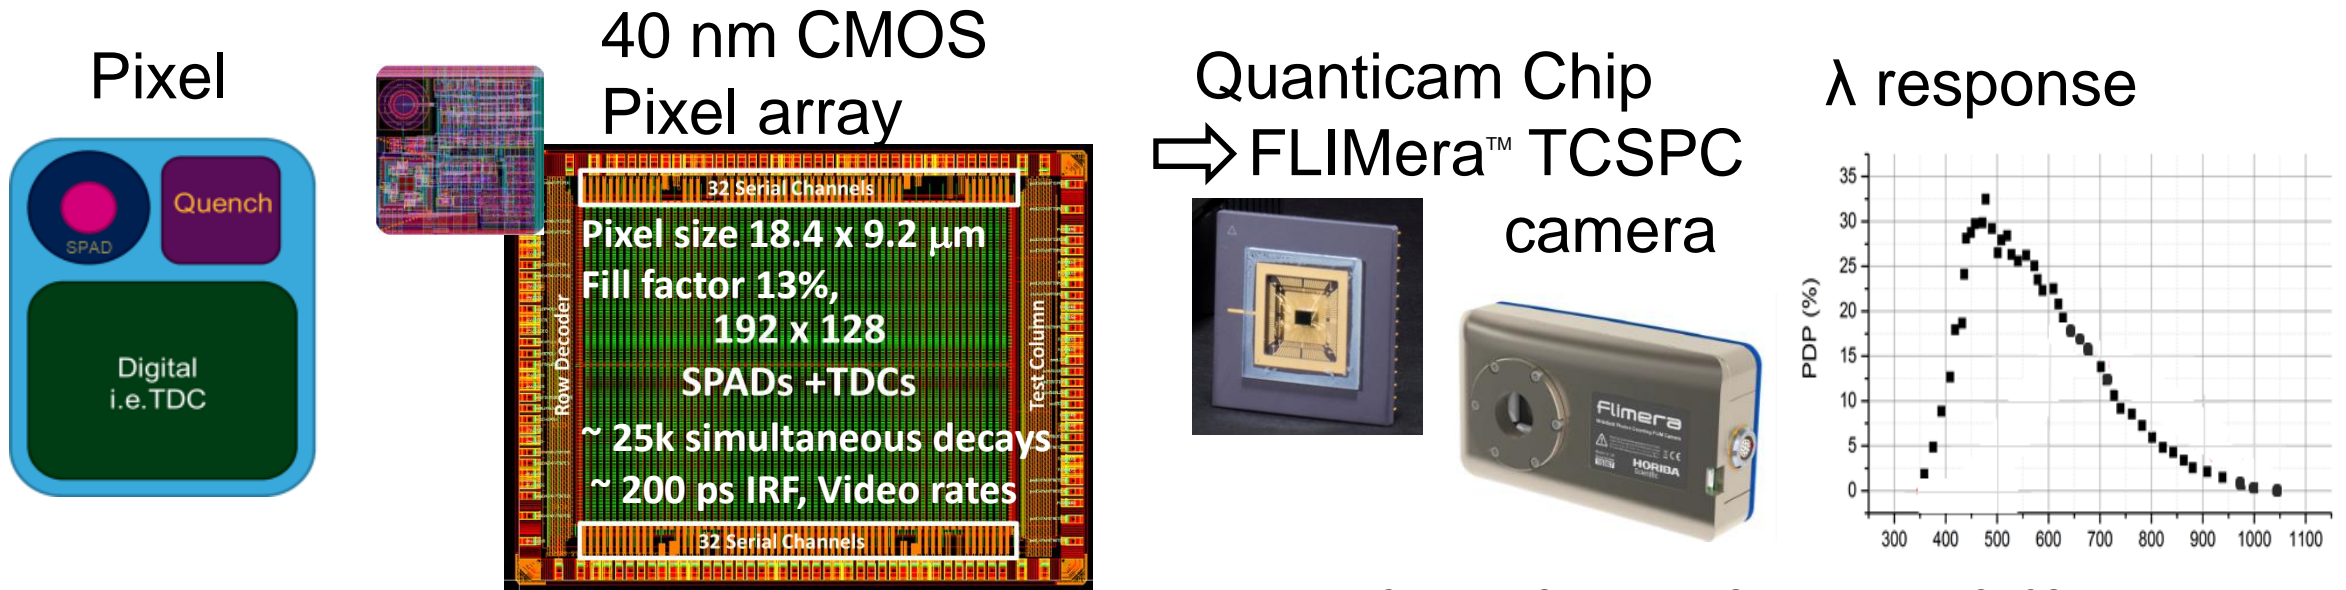 Pixel
SPAD
Quench
Digital
i.e.TDC
40 nm CMOS
Pixel array
32 Serial Channels
Row Decoder
Pixel size 18.4 x 9.2 μm
Fill factor 13%,
192 x 128
SPADs +TDCs
~ 25k simultaneous decays
~ 200 ps IRF, Video rates
Test Column
32 Serial Channels
Quanticam Chip
⇨ FLIMera™ TCSPC
camera
Flimera
HORIBA
Scientific
λ response
PDP (%)
35
30
25
20
15
10
5
0
300 400 500 600 700 800 900 1000 1100